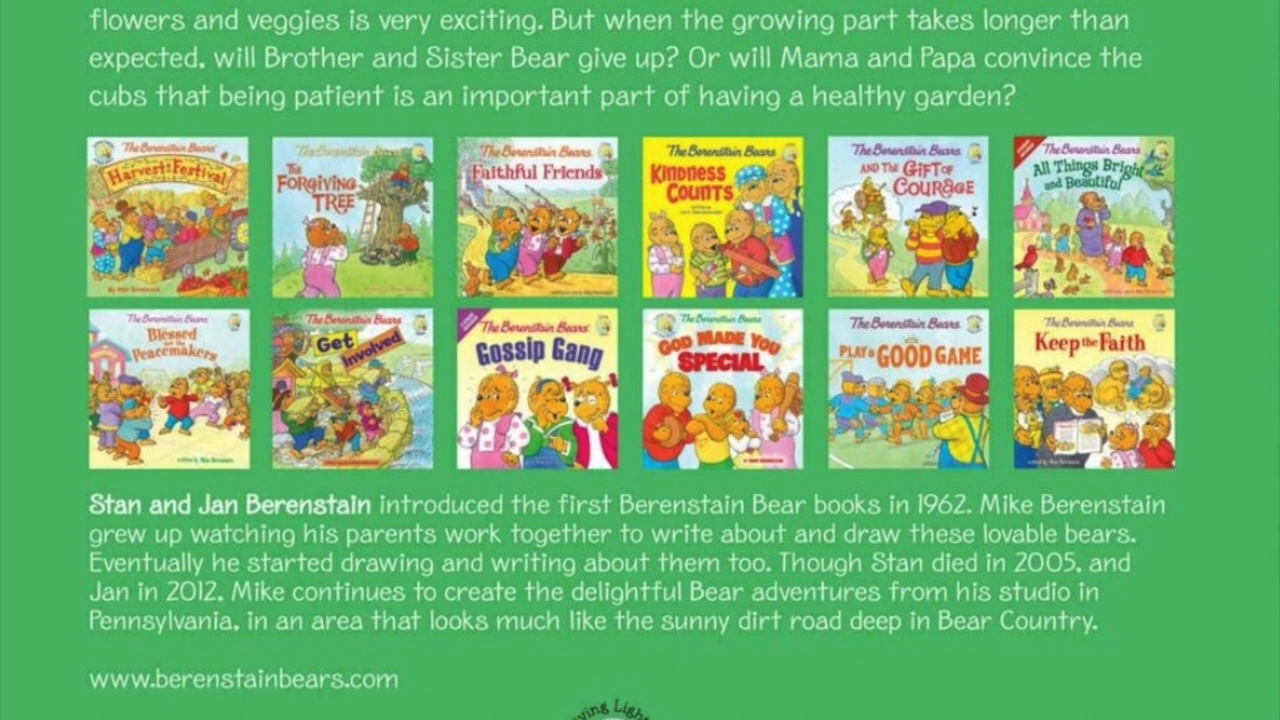 flowers and veggies is very exciting. But when the growing part takes longer than
expected, will Brother and Sister Bear give up? Or will Mama and Papa convince the
cubs that being patient is an important part of having a healthy garden?
The Berenstain Bears'
Harvest Festival
The Berenstain Bears
The Forgiving Tree
The Berenstain Bears
Faithful Friends
The Berenstain Bears
Kindness Counts
The Berenstain Bears
and the Gift of Courage
The Berenstain Bears
All Things Bright
and Beautiful
The Berenstain Bears
Blessed
are the
Peacemakers
The Berenstain Bears
Get Involved
The Berenstain Bears'
Gossip Gang
The Berenstain Bears
God Made You
Special
The Berenstain Bears
Play a Good Game
The Berenstain Bears
Keep the Faith
Stan and Jan Berenstain introduced the first Berenstain Bear books in 1962. Mike Berenstain
grew up watching his parents work together to write about and draw these lovable bears.
Eventually he started drawing and writing about them too. Though Stan died in 2005, and
Jan in 2012, Mike continues to create the delightful Bear adventures from his studio in
Pennsylvania, in an area that looks much like the sunny dirt road deep in Bear Country.
www.berenstainbears.com